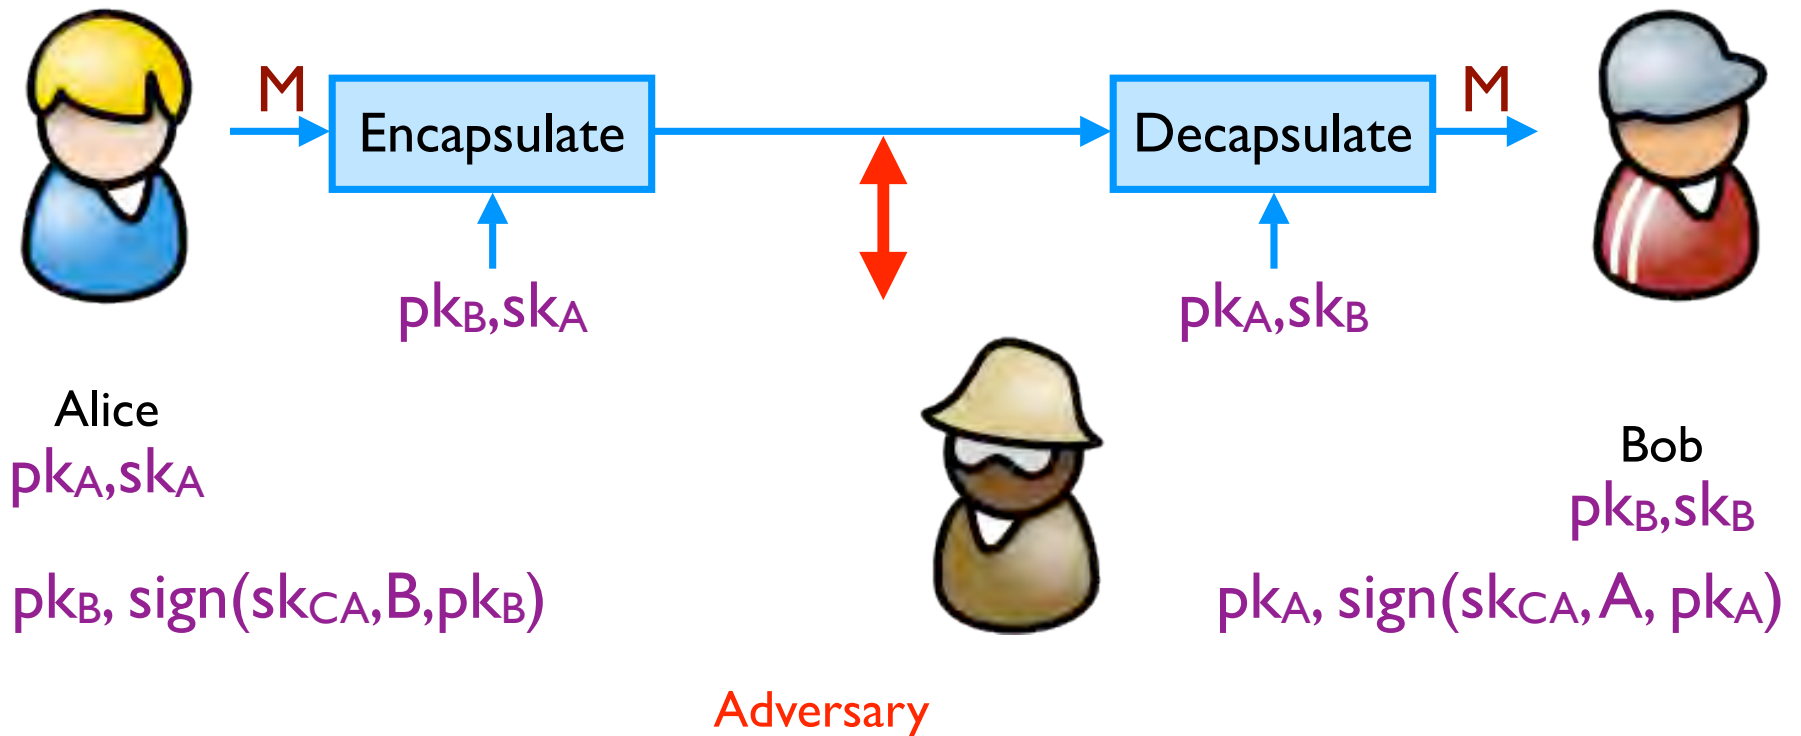 M
M
Encapsulate
Decapsulate
pkB,skA
pkA,skB
Alice
pkA,skA
Bob
pkB,skB
pkB, sign(skCA,B,pkB)
pkA, sign(skCA,A, pkA)
Adversary